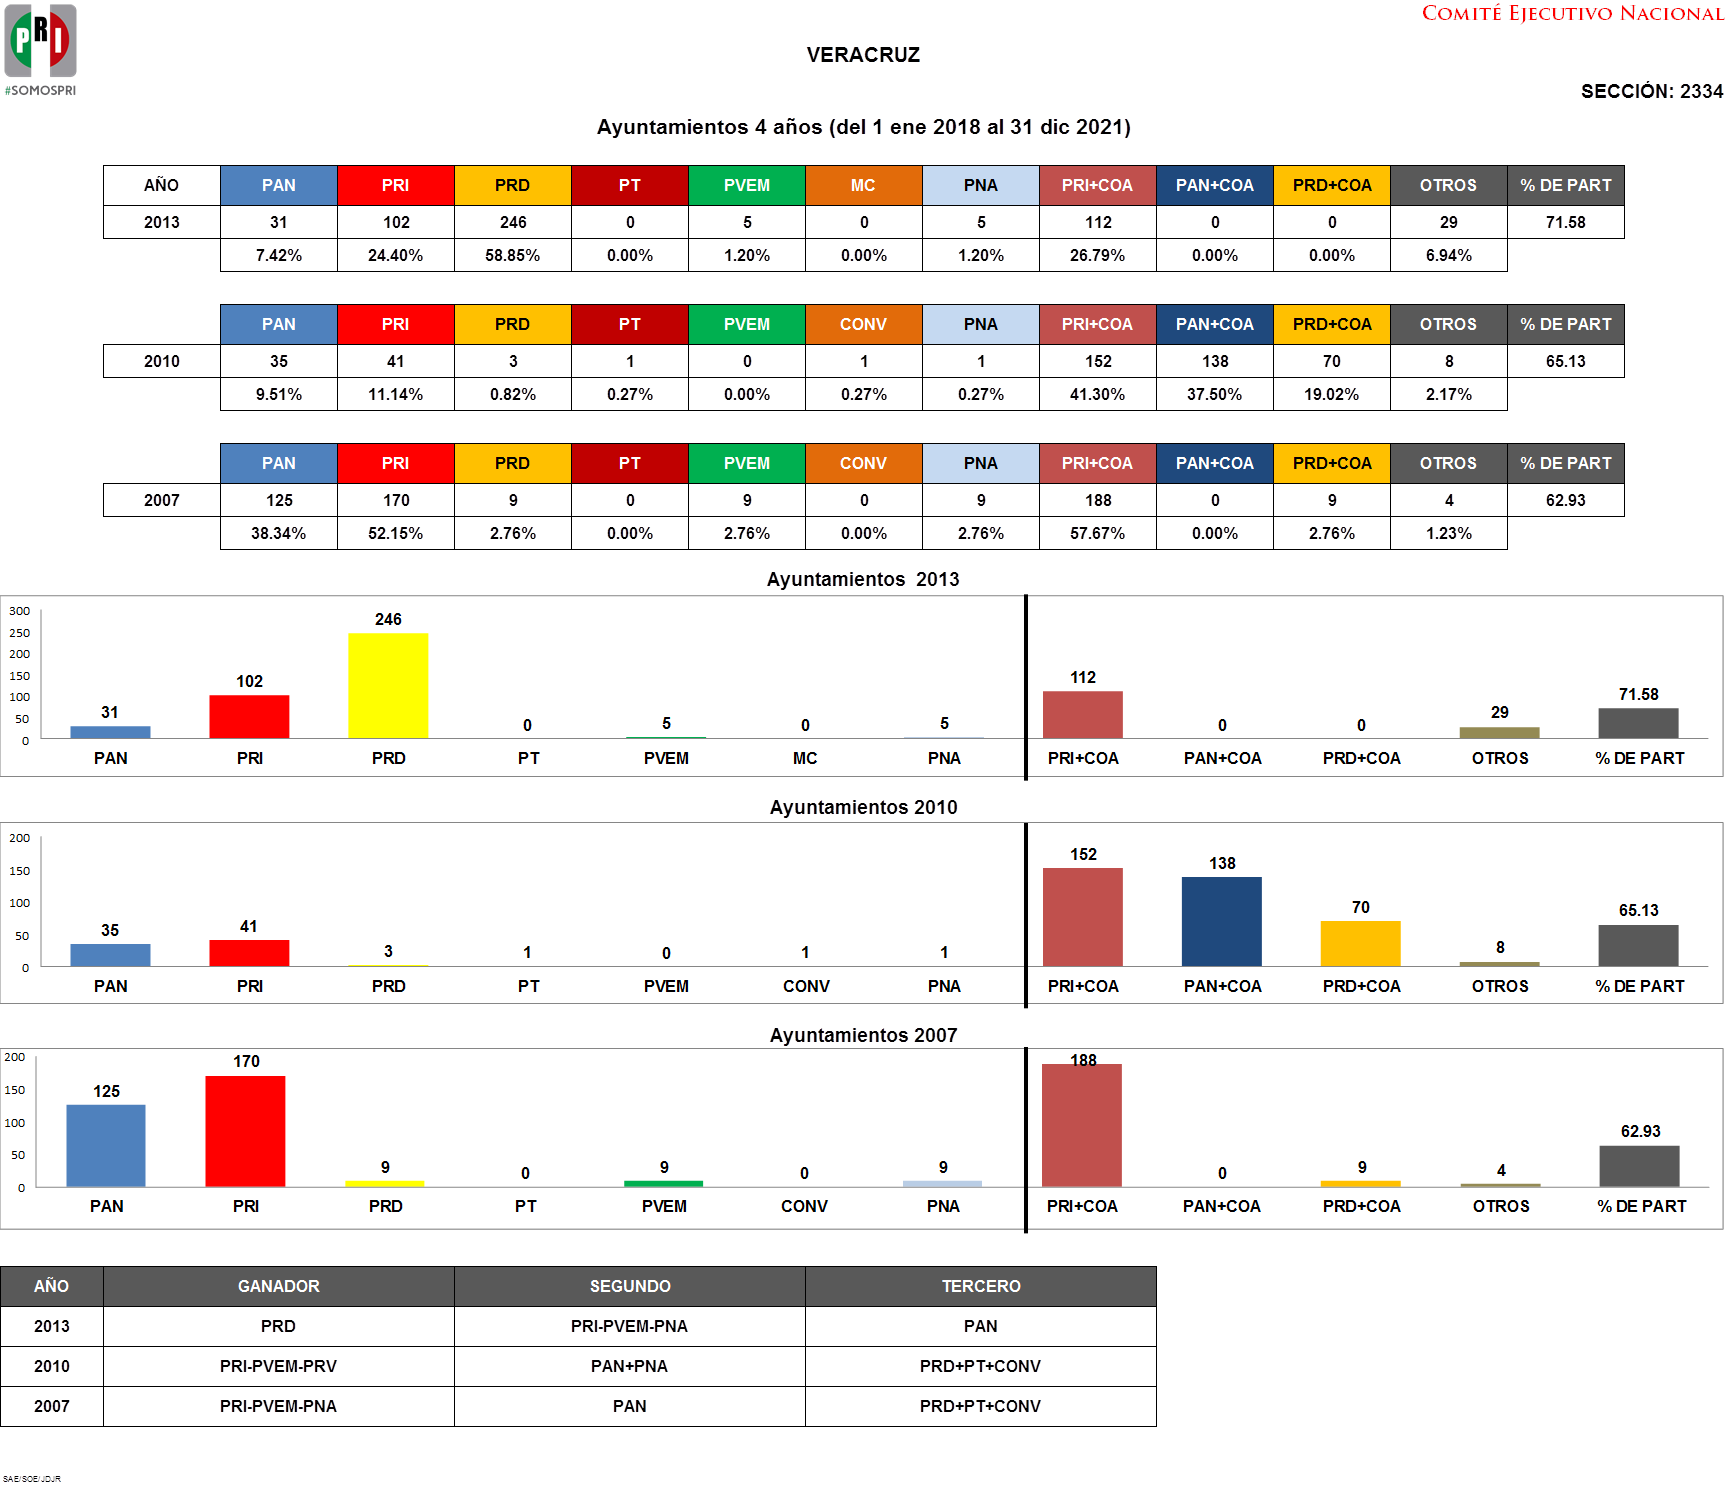 COMITÉ EJECUTIVO NACIONAL
PRI
#SOMOSPRI
VERACRUZ
SECCIÓN: 2334
Ayuntamientos 4 años (del 1 ene 2018 al 31 dic 2021)
AÑO PAN PRI PRD PT PVEM MC PNA PRI+COA PAN+COA PRD+COA OTROS % DE PART
2013 31 102 246 0 5 0 5 112 0 0 29 71.58
7.42% 24.40% 58.85% 0.00% 1.20% 0.00% 1.20% 26.79% 0.00% 0.00% 6.94%
PAN PRI PRD PT PVEM CONV PNA PRI+COA PAN+COA PRD+COA OTROS % DE PART
2010 35 41 3 1 0 1 1 152 138 70 8 65.13
9.51% 11.14% 0.82% 0.27% 0.00% 0.27% 0.27% 41.30% 37.50% 19.02% 2.17%
PAN PRI PRD PT PVEM CONV PNA PRI+COA PAN+COA PRD+COA OTROS % DE PART
2007 125 170 9 0 9 0 9 188 0 9 4 62.93
38.34% 52.15% 2.76% 0.00% 2.76% 0.00% 2.76% 57.67% 0.00% 2.76% 1.23%
Ayuntamientos 2013
300
250
200
150
100
50
0
31 102 246 0 5 0 5 112 0 0 29 71.58
PAN PRI PRD PT PVEM MC PNA PRI+COA PAN+COA PRD+COA OTROS % DE PART
Ayuntamientos 2010
200
150
100
50
0
35 41 3 1 0 1 1 152 138 70 8 65.13
PAN PRI PRD PT PVEM CONV PNA PRI+COA PAN+COA PRD+COA OTROS % DE PART
Ayuntamientos 2007
200
150
100
50
0
125 170 9 0 9 0 9 188 0 9 4 62.93
PAN PRI PRD PT PVEM CONV PNA PRI+COA PAN+COA PRD+COA OTROS % DE PART
AÑO GANADOR SEGUNDO TERCERO
2013 PRD PRI-PVEM-PNA PAN
2010 PRI-PVEM-PRV PAN+PNA PRD+PT+CONV
2007 PRI-PVEM-PNA PAN PRD+PT+CONV
SAE/SOE/JDJR